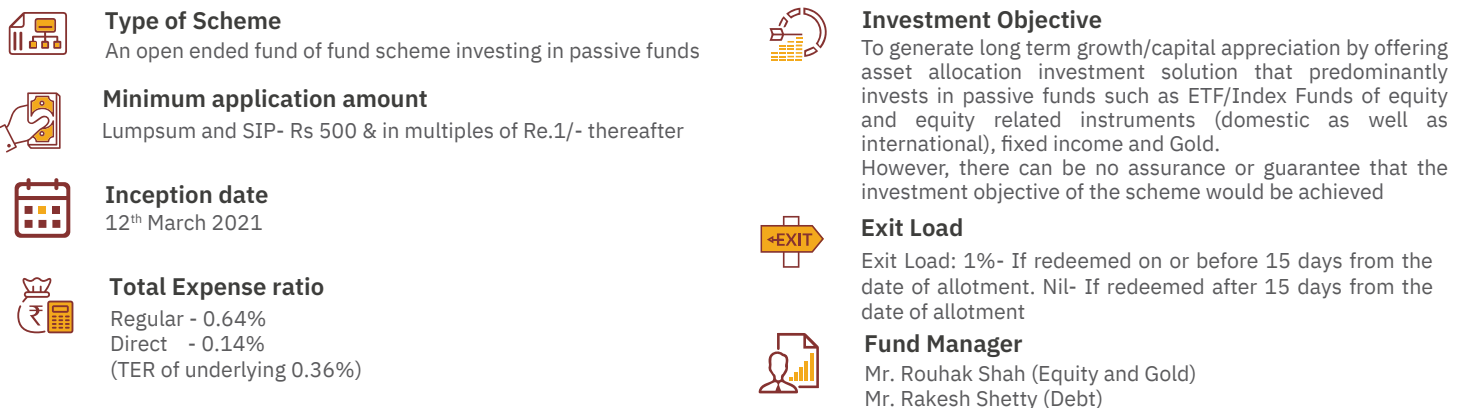 Type of Scheme
An open ended fund of fund scheme investing in passive funds
Minimum application amount
Lumpsum and SIP- Rs 500 & in multiples of Re.1/- thereafter
Inception date
12th March 2021
Total Expense ratio
Regular - 0.64%
Direct - 0.14%
(TER of underlying 0.36%)
Investment Objective
To generate long term growth/capital appreciation by offering
asset allocation investment solution that predominantly
invests in passive funds such as ETF/Index Funds of equity
and equity related instruments (domestic as well as
international), fixed income and Gold.
However, there can be no assurance or guarantee that the
investment objective of the scheme would be achieved
EXIT
Exit Load
Exit Load: 1%- If redeemed on or before 15 days from the
date of allotment. Nil- If redeemed after 15 days from the
date of allotment
Fund Manager
Mr. Rouhak Shah (Equity and Gold)
Mr. Rakesh Shetty (Debt)